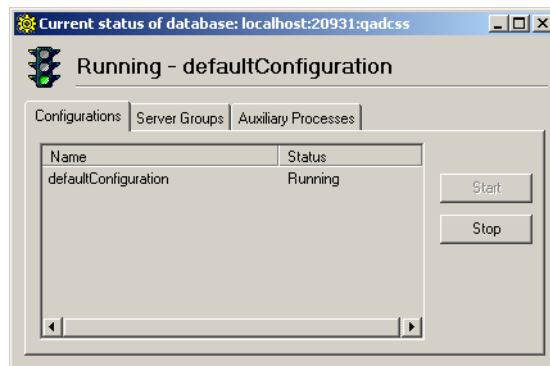 Current status of database: localhost:20931:qadcss
Running - defaultConfiguration
Configurations Server Groups Auxiliary Processes
Name Status
defaultConfiguration Running
Start
Stop